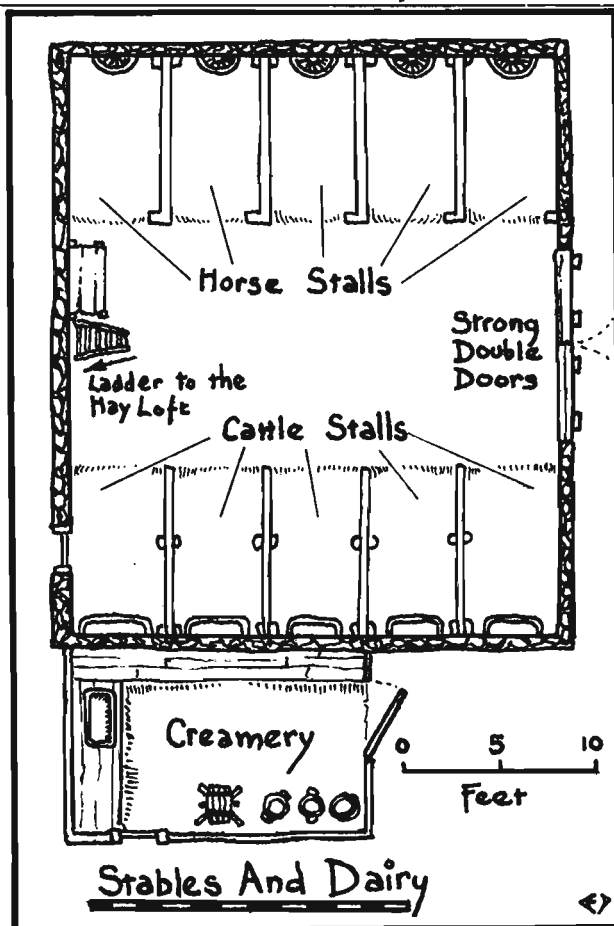 Horse Stalls
Strong
Double
Doors
Ladder to the
Hay Loft
Cattle Stalls
Creamery
0 5 10
Feet
Stables And Dairy